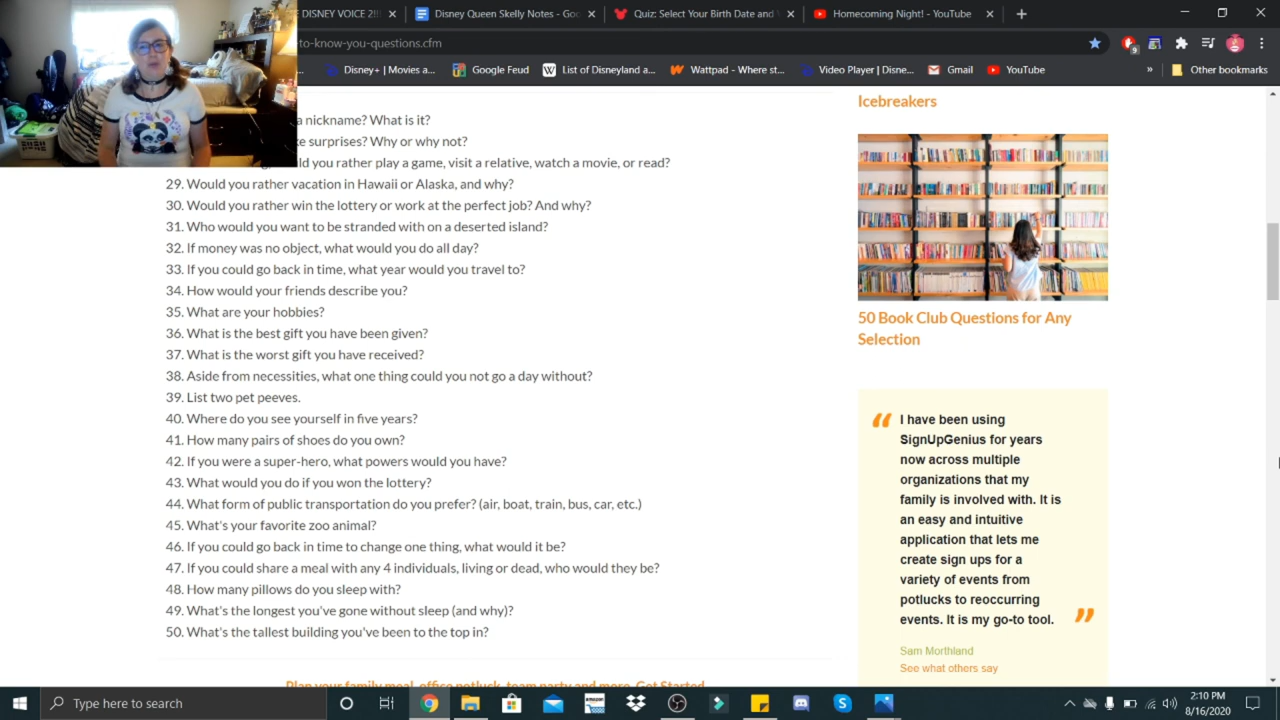 E DISNEY VOICE 2!!!
Disney Queen Skelly Notes - Goo
Quiz: Select Your Birth Date and
Homecoming Night! - YouTube
to-know-you-questions.cfm
Disney+ | Movies a...
Google Feud
List of Disneyland a...
Wattpad - Where st...
Video Player | Disne...
Gmail
YouTube
»
Other bookmarks
a nickname? What is it?
ke surprises? Why or why not?
ld you rather play a game, visit a relative, watch a movie, or read?
29. Would you rather vacation in Hawaii or Alaska, and why?
30. Would you rather win the lottery or work at the perfect job? And why?
31. Who would you want to be stranded with on a deserted island?
32. If money was no object, what would you do all day?
33. If you could go back in time, what year would you travel to?
34. How would your friends describe you?
35. What are your hobbies?
36. What is the best gift you have been given?
37. What is the worst gift you have received?
38. Aside from necessities, what one thing could you not go a day without?
39. List two pet peeves.
40. Where do you see yourself in five years?
41. How many pairs of shoes do you own?
42. If you were a super-hero, what powers would you have?
43. What would you do if you won the lottery?
44. What form of public transportation do you prefer? (air, boat, train, bus, car, etc.)
45. What's your favorite zoo animal?
46. If you could go back in time to change one thing, what would it be?
47. If you could share a meal with any 4 individuals, living or dead, who would they be?
48. How many pillows do you sleep with?
49. What's the longest you've gone without sleep (and why)?
50. What's the tallest building you've been to the top in?
Plan your family meal, office potluck, team party and more. Get Started
Icebreakers
50 Book Club Questions for Any
Selection
“ I have been using
SignUpGenius for years
now across multiple
organizations that my
family is involved with. It is
an easy and intuitive
application that lets me
create sign ups for a
variety of events from
potlucks to reoccurring
events. It is my go-to tool. ”
Sam Morthland
See what others say
Type here to search
2:10 PM
8/16/2020